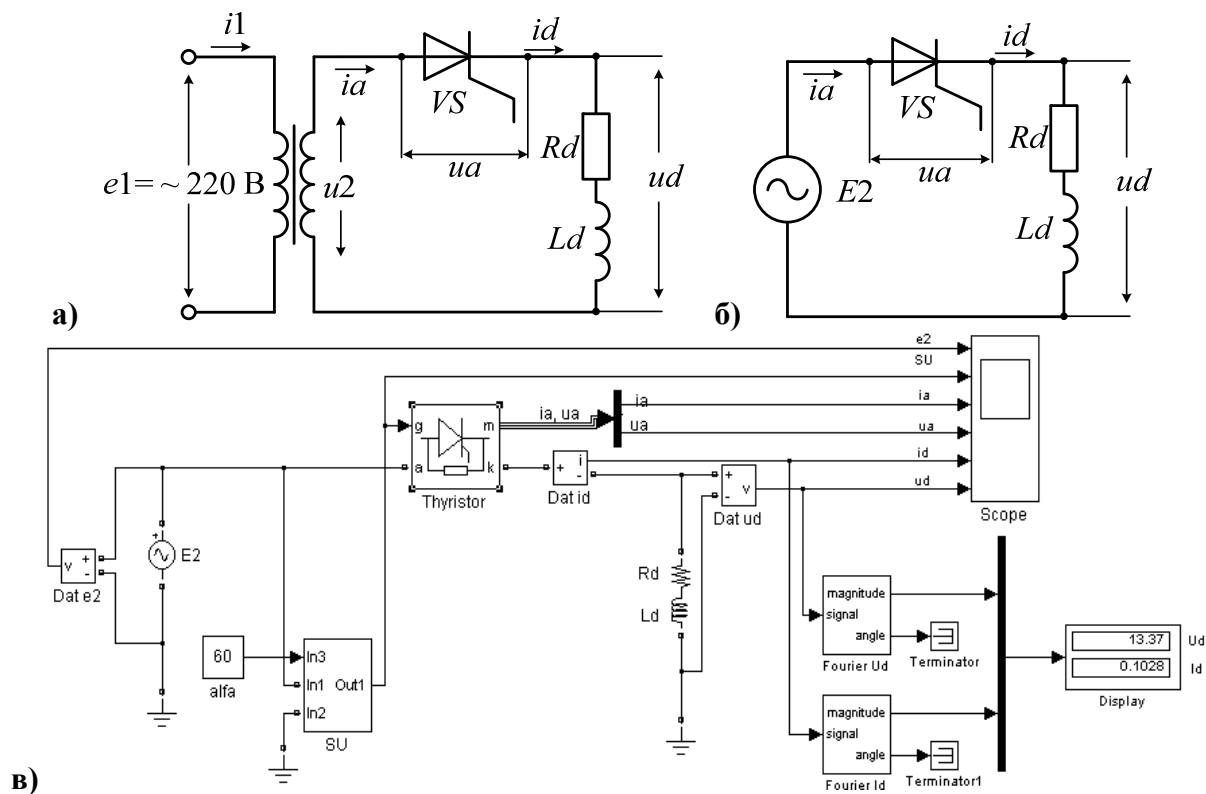 i1
ia
VS
id
ua
e1= ~ 220 В
u2
Rd
Ld
ud
а)
ia
VS
id
ua
E2
Rd
Ld
ud
б)
e2
SU
ia, ua
ia
ua
id
ud
Scope
g
m
a
k
Thyristor
+
i
-
Dat id
+
-
v
Dat ud
v
+
-
Dat e2
+
E2
60
alfa
In3
In1
In2
Out1
SU
ia
ua
Rd
Ld
magnitude
signal
angle
Fourier Ud
Terminator
magnitude
signal
angle
Fourier Id
Terminator1
13.37
Ud
0.1028
Id
Display
в)